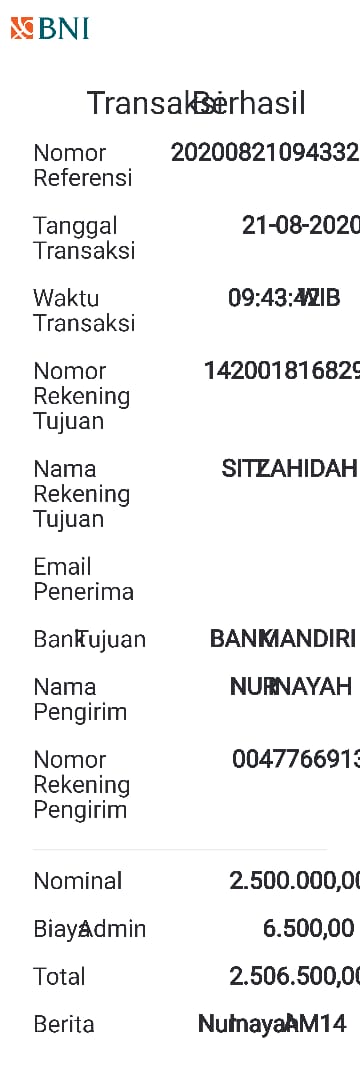 BNI
Transaksi Berhasil
Nomor Referensi 20200821094332
Tanggal Transaksi 21-08-2020
Waktu Transaksi 09:43:42 WIB
Nomor Rekening Tujuan 142001816829
Nama Rekening Tujuan SITI ZAHIDAH
Email Penerima
Bank Tujuan BANK MANDIRI
Nama Pengirim NUR INAYAH
Nomor Rekening Pengirim 0047766913
Nominal 2.500.000,00
Biaya Admin 6.500,00
Total 2.506.500,00
Berita Nur Inayah AM14